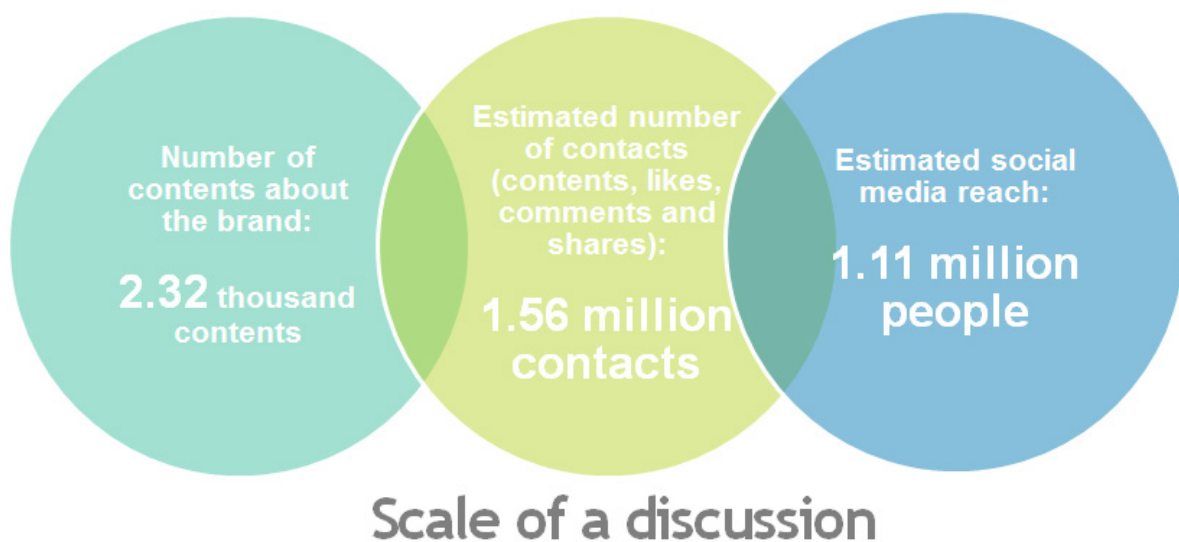 Number of
contents about
the brand:
2.32 thousand
contents
Estimated number
of contacts
(contents, likes,
comments and
shares):
1.56 million
contacts
Estimated social
media reach:
1.11 million
people
Scale of a discussion